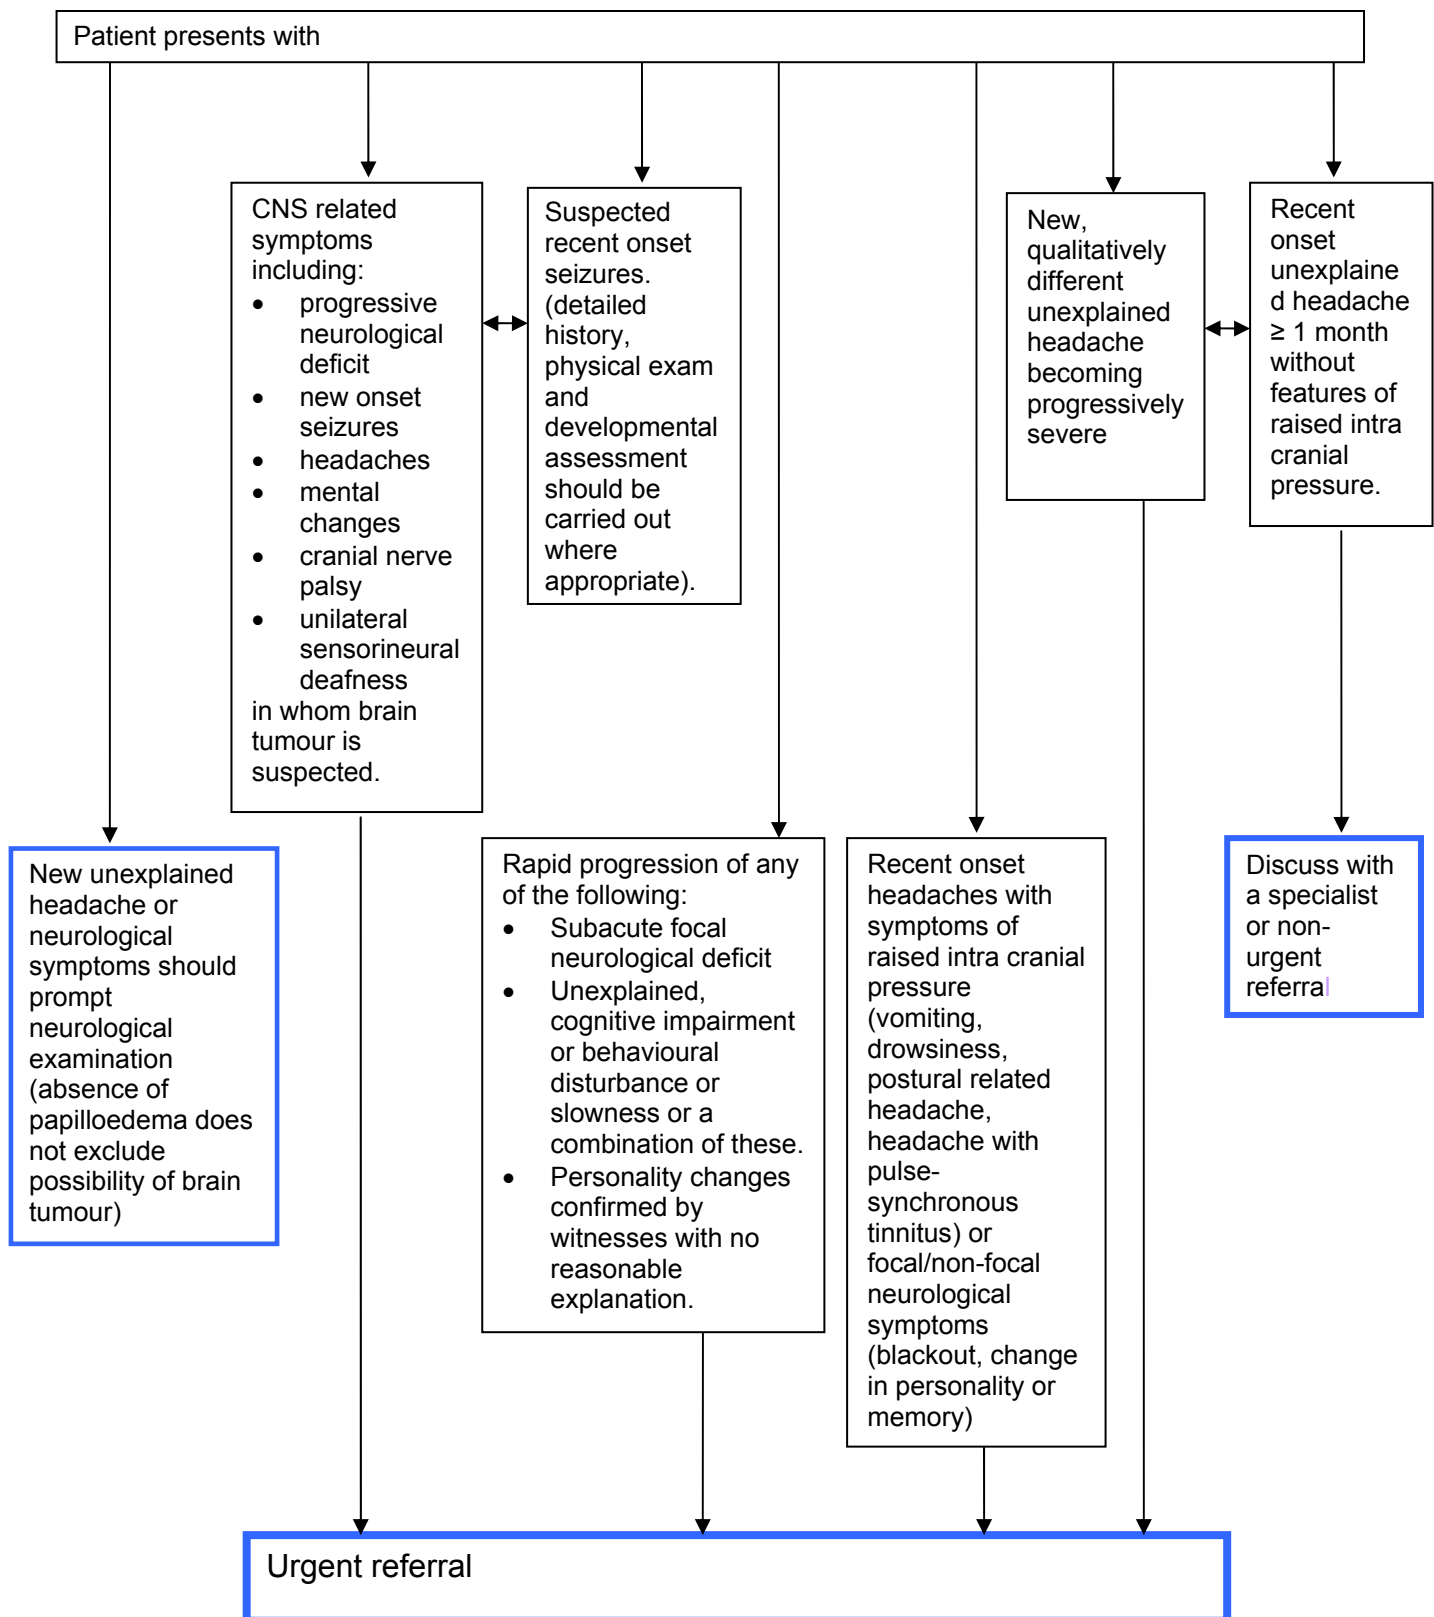 Patient presents with
CNS related
symptoms
including:
• progressive
neurological
deficit
• new onset
seizures
• headaches
• mental
changes
• cranial nerve
palsy
• unilateral
sensorineural
deafness
in whom brain
tumour is
suspected.
Suspected
recent onset
seizures.
(detailed
history,
physical exam
and
developmental
assessment
should be
carried out
where
appropriate).
New,
qualitatively
different
unexplained
headache
becoming
progressively
severe
Recent
onset
unexplaine
d headache
≥ 1 month
without
features of
raised intra
cranial
pressure.
New unexplained
headache or
neurological
symptoms should
prompt
neurological
examination
(absence of
papilloedema does
not exclude
possibility of brain
tumour)
Rapid progression of any
of the following:
• Subacute focal
neurological deficit
• Unexplained,
cognitive impairment
or behavioural
disturbance or
slowness or a
combination of these.
• Personality changes
confirmed by
witnesses with no
reasonable
explanation.
Recent onset
headaches with
symptoms of
raised intra cranial
pressure
(vomiting,
drowsiness,
postural related
headache,
headache with
pulse-
synchronous
tinnitus) or
focal/non-focal
neurological
symptoms
(blackout, change
in personality or
memory)
Discuss with
a specialist
or non-
urgent
referral
Urgent referral